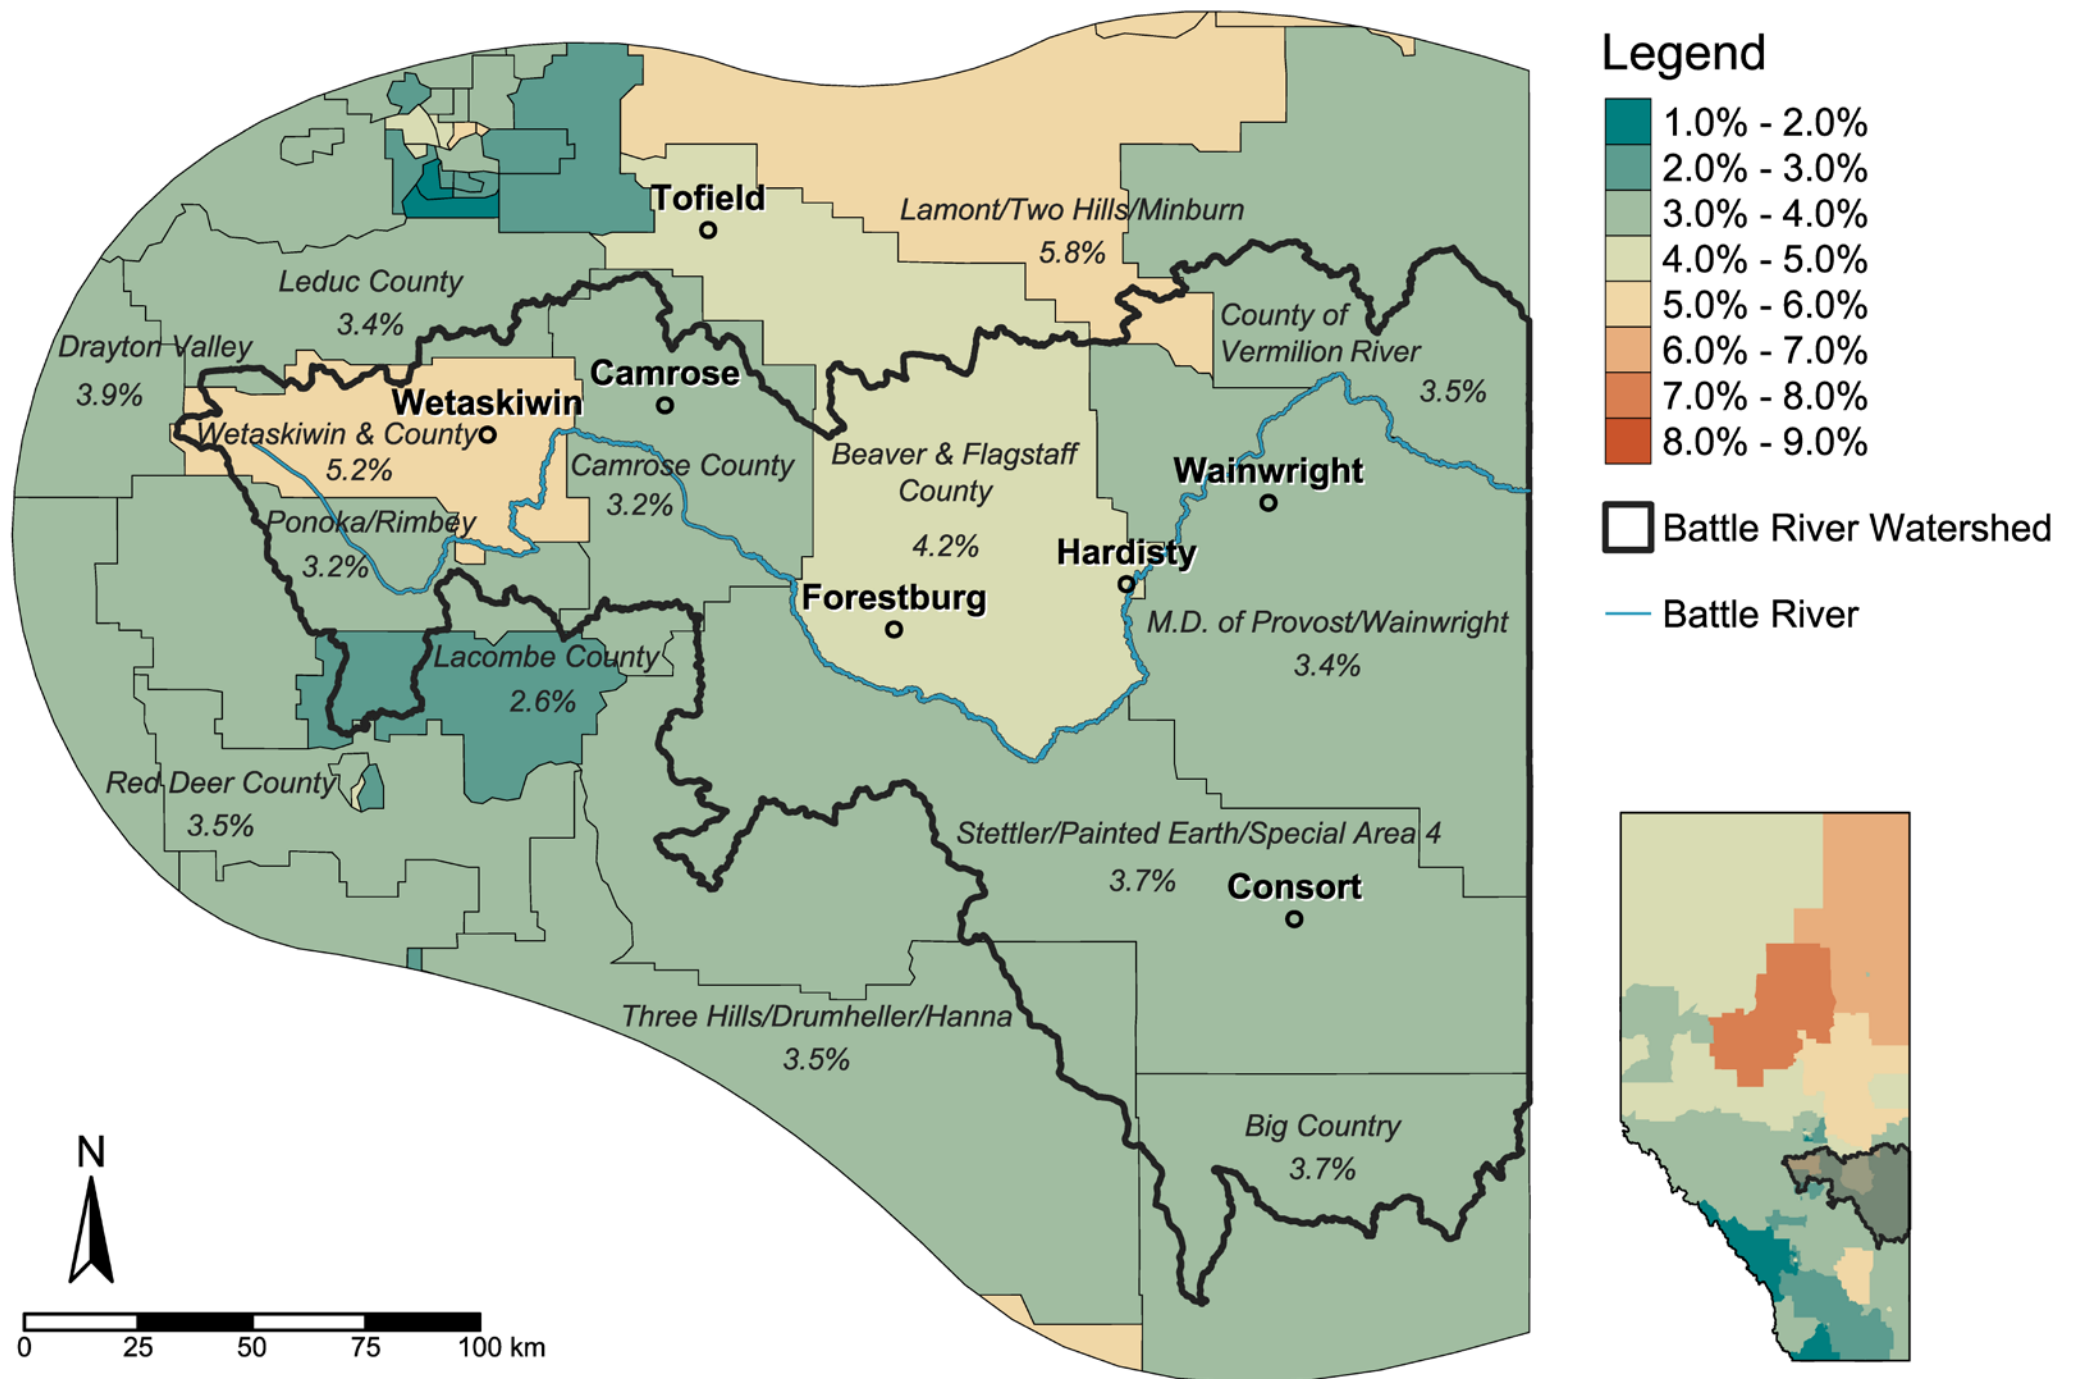 Legend
1.0% - 2.0%
2.0% - 3.0%
3.0% - 4.0%
4.0% - 5.0%
5.0% - 6.0%
6.0% - 7.0%
7.0% - 8.0%
8.0% - 9.0%
Battle River Watershed
Battle River
Tofield
Lamont/Two Hills/Minburn
5.8%
Leduc County
3.4%
County of
Vermilion River
3.5%
Drayton Valley
3.9%
Camrose
Wetaskiwin
Wetaskiwin & County
5.2%
Camrose County
3.2%
Beaver & Flagstaff
County
4.2%
Wainwright
Ponoka/Rimbey
3.2%
Hardisty
Forestburg
M.D. of Provost/Wainwright
3.4%
Lacombe County
2.6%
Red Deer County
3.5%
Stettler/Painted Earth/Special Area 4
3.7%
Consort
Three Hills/Drumheller/Hanna
3.5%
Big Country
3.7%
N
0 25 50 75 100 km